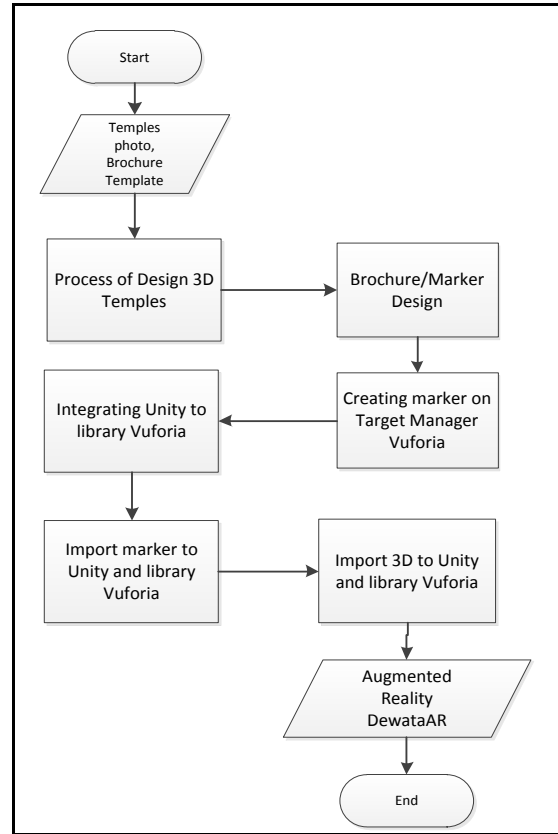 Start
Temples
photo,
Brochure
Template
Process of Design 3D
Temples
Brochure/Marker
Design
Creating marker on
Target Manager
Vuforia
Integrating Unity to
library Vuforia
Import marker to
Unity and library
Vuforia
Import 3D to Unity
and library Vuforia
Augmented
Reality
DewataAR
End